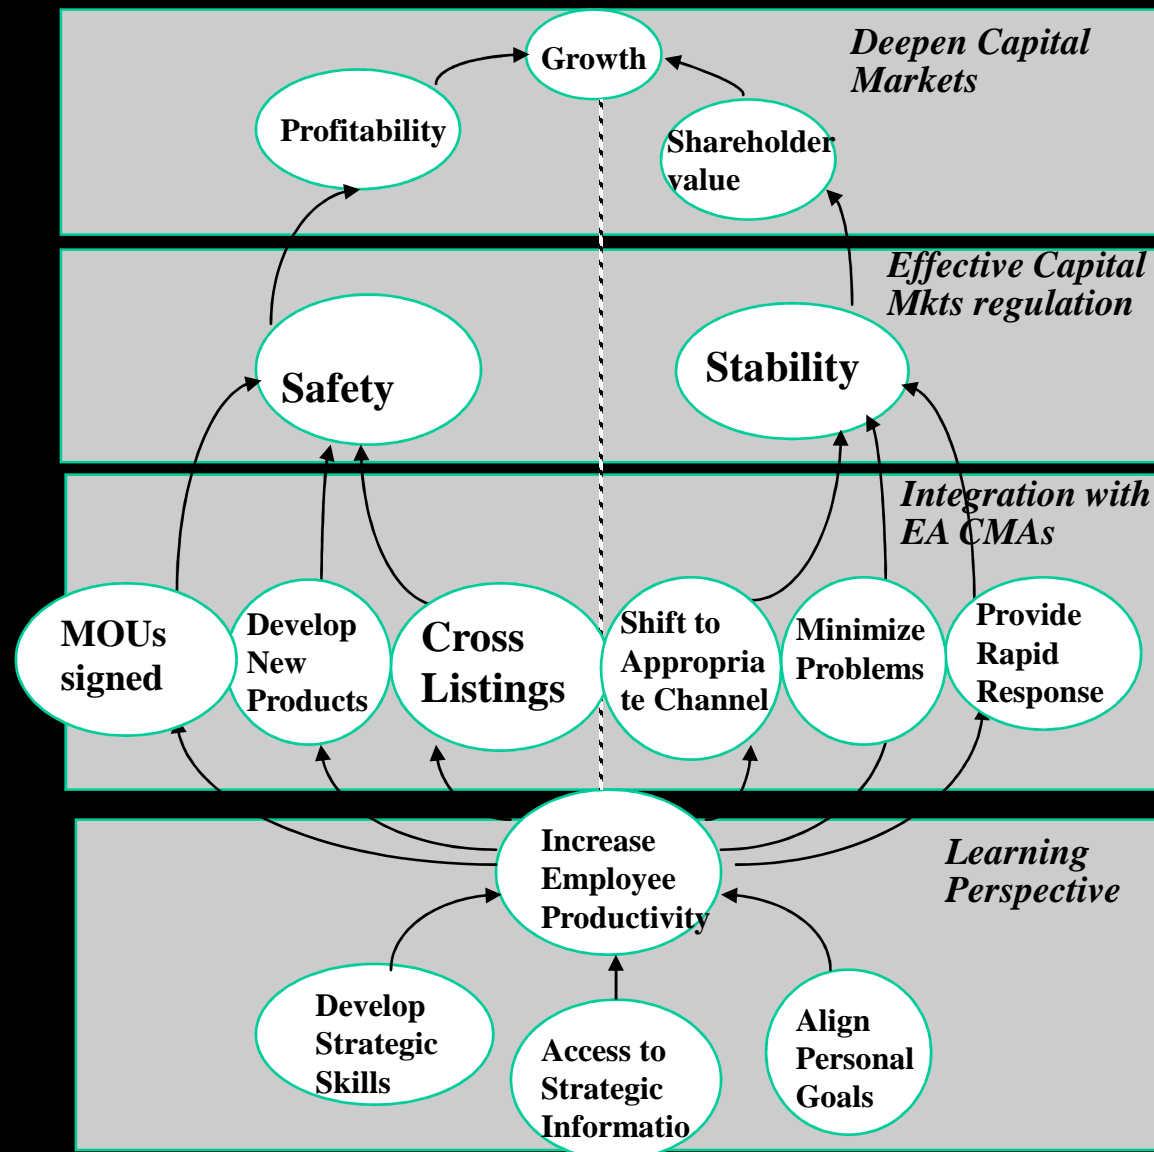 Growth
Deepen Capital
Markets
Profitability
Shareholder
value
Effective Capital
Mkts regulation
Safety
Stability
Integration with
EA CMAs
MOUs
signed
Develop
New
Products
Cross
Listings
Shift to
Appropria
te Channel
Minimize
Problems
Provide
Rapid
Response
Increase
Employee
Productivity
Learning
Perspective
Develop
Strategic
Skills
Access to
Strategic
Informatio
Align
Personal
Goals